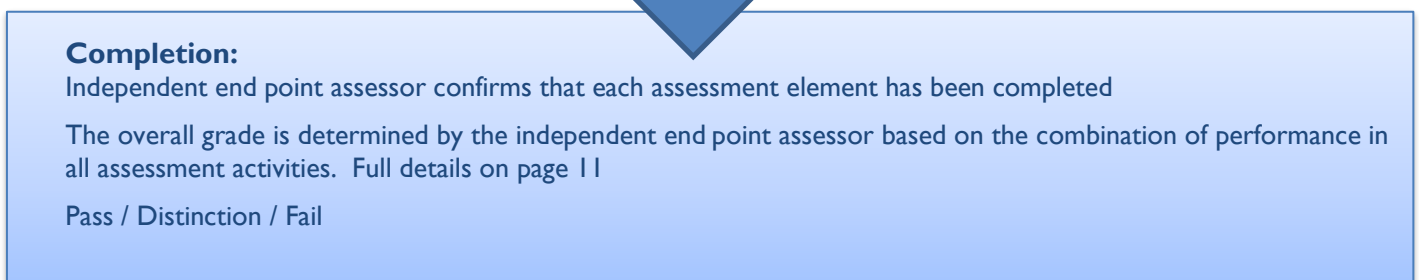 Completion:
Independent end point assessor confirms that each assessment element has been completed
The overall grade is determined by the independent end point assessor based on the combination of performance in
all assessment activities.  Full details on page 11
Pass / Distinction / Fail